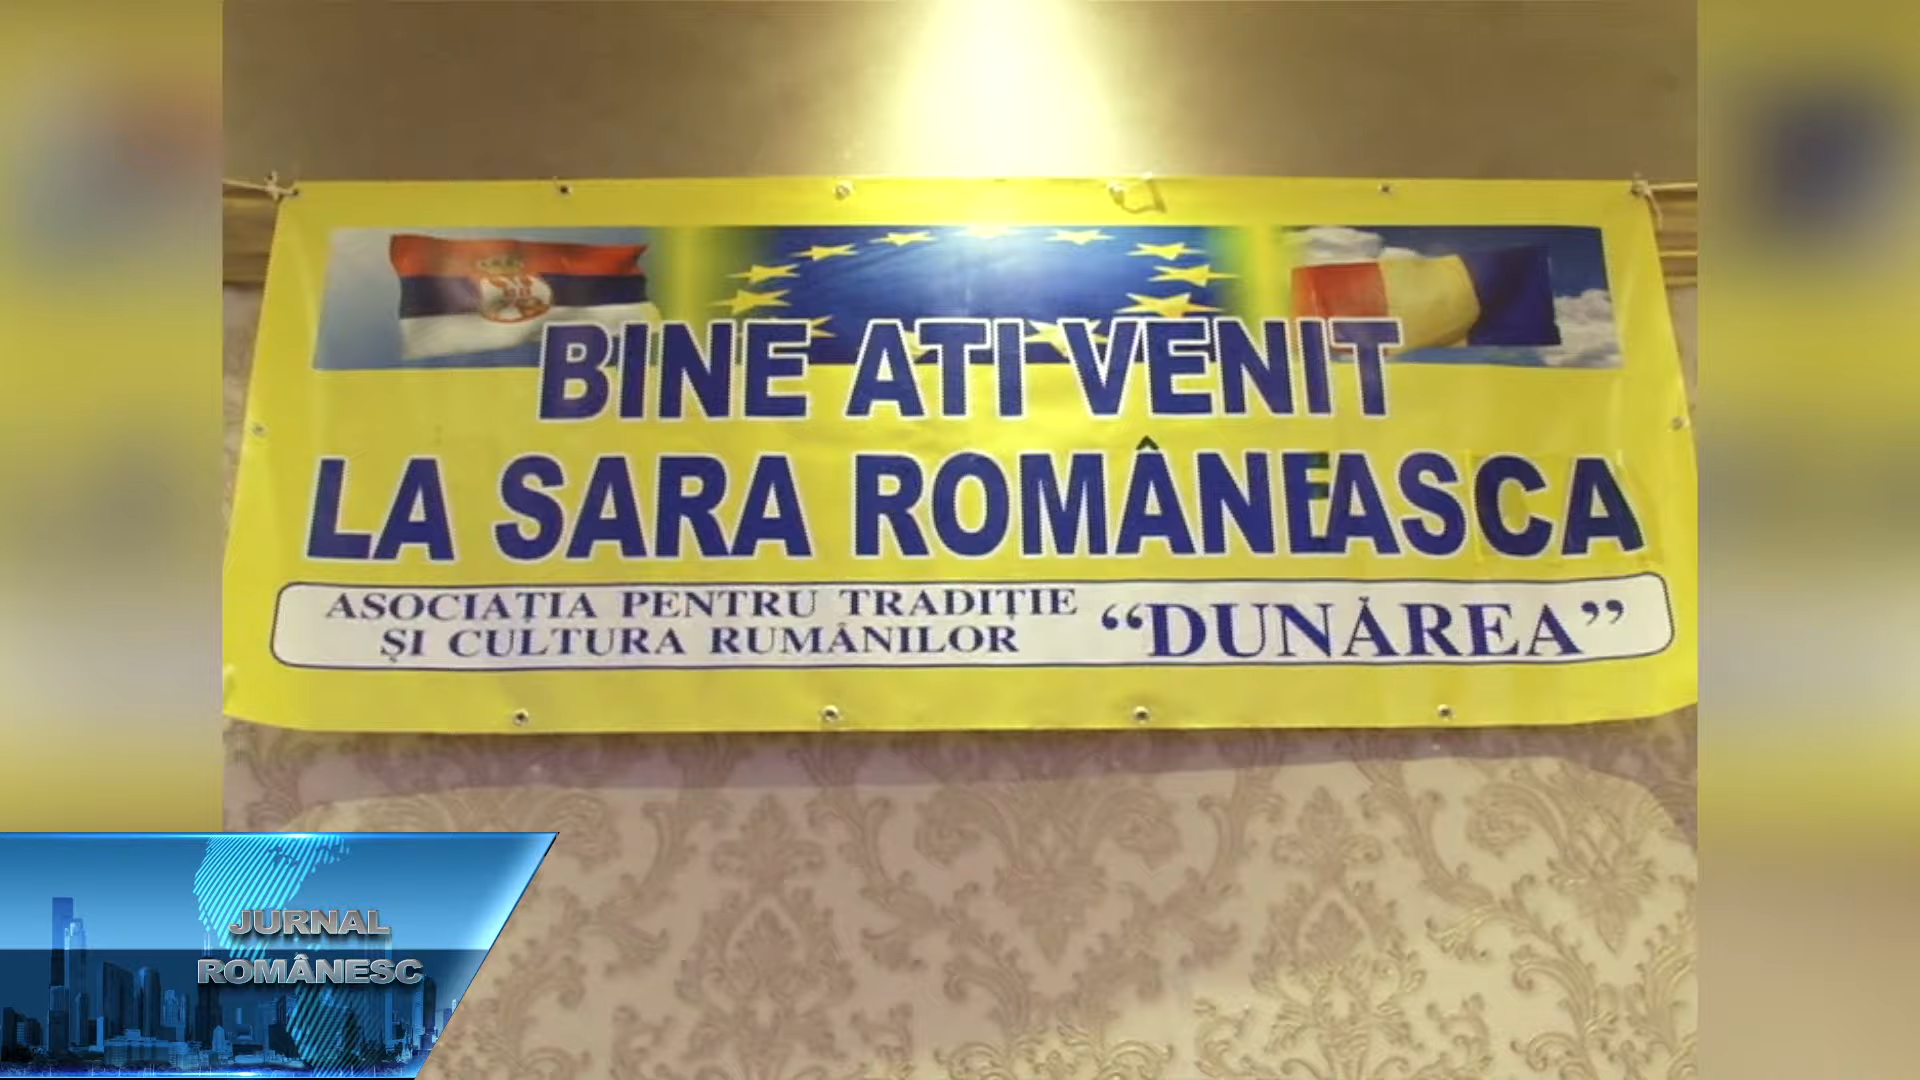 BINE ATI VENIT
LA SARA ROMÂNEASCA
ASOCIAȚIA PENTRU TRADIȚIE
ȘI CULTURA RUMÂNILOR
“DUNĂREA”
JURNAL
ROMÂNESC